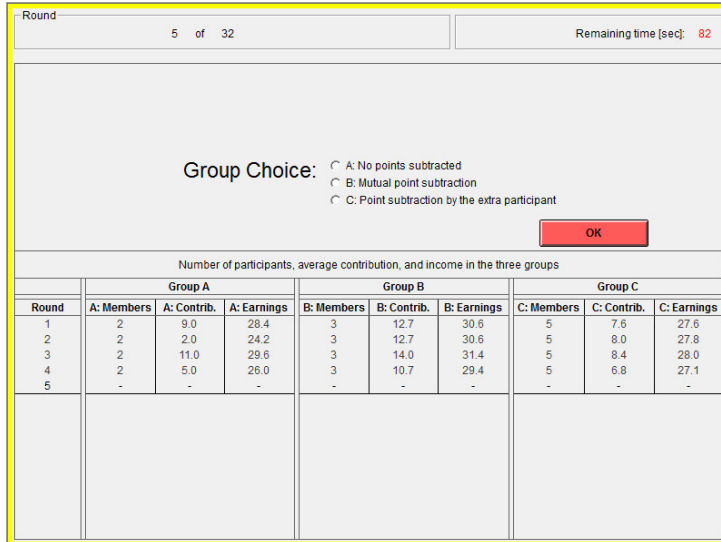 Round
5 of 32
Remaining time [sec]: 82
Group Choice:
A: No points subtracted
B: Mutual point subtraction
C: Point subtraction by the extra participant
OK
Number of participants, average contribution, and income in the three groups
Group A Group B Group C
Round A: Members A: Contrib. A: Earnings B: Members B: Contrib. B: Earnings C: Members C: Contrib. C: Earnings
1 2 9.0 28.4 3 12.7 30.6 5 7.6 27.6
2 2 2.0 24.2 3 12.7 30.6 5 8.0 27.8
3 2 11.0 29.6 3 14.0 31.4 5 8.4 28.0
4 2 5.0 26.0 3 10.7 29.4 5 6.8 27.1
5 - - - - - - - - -